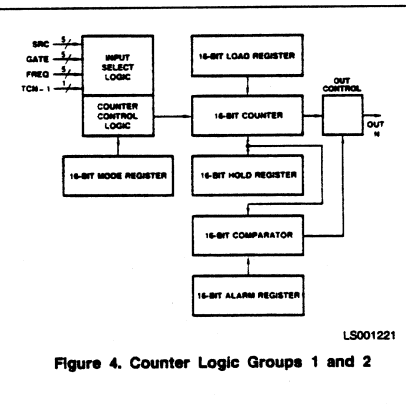 SRC 5
GATE 5
FREQ 5
TCN-1 1
INPUT
SELECT
LOGIC
COUNTER
CONTROL
LOGIC
16-BIT LOAD REGISTER
OUT
CONTROL
16-BIT COUNTER
OUT
N
16-BIT MODE REGISTER
16-BIT HOLD REGISTER
16-BIT COMPARATOR
16-BIT ALARM REGISTER
LS001221
Figure 4. Counter Logic Groups 1 and 2